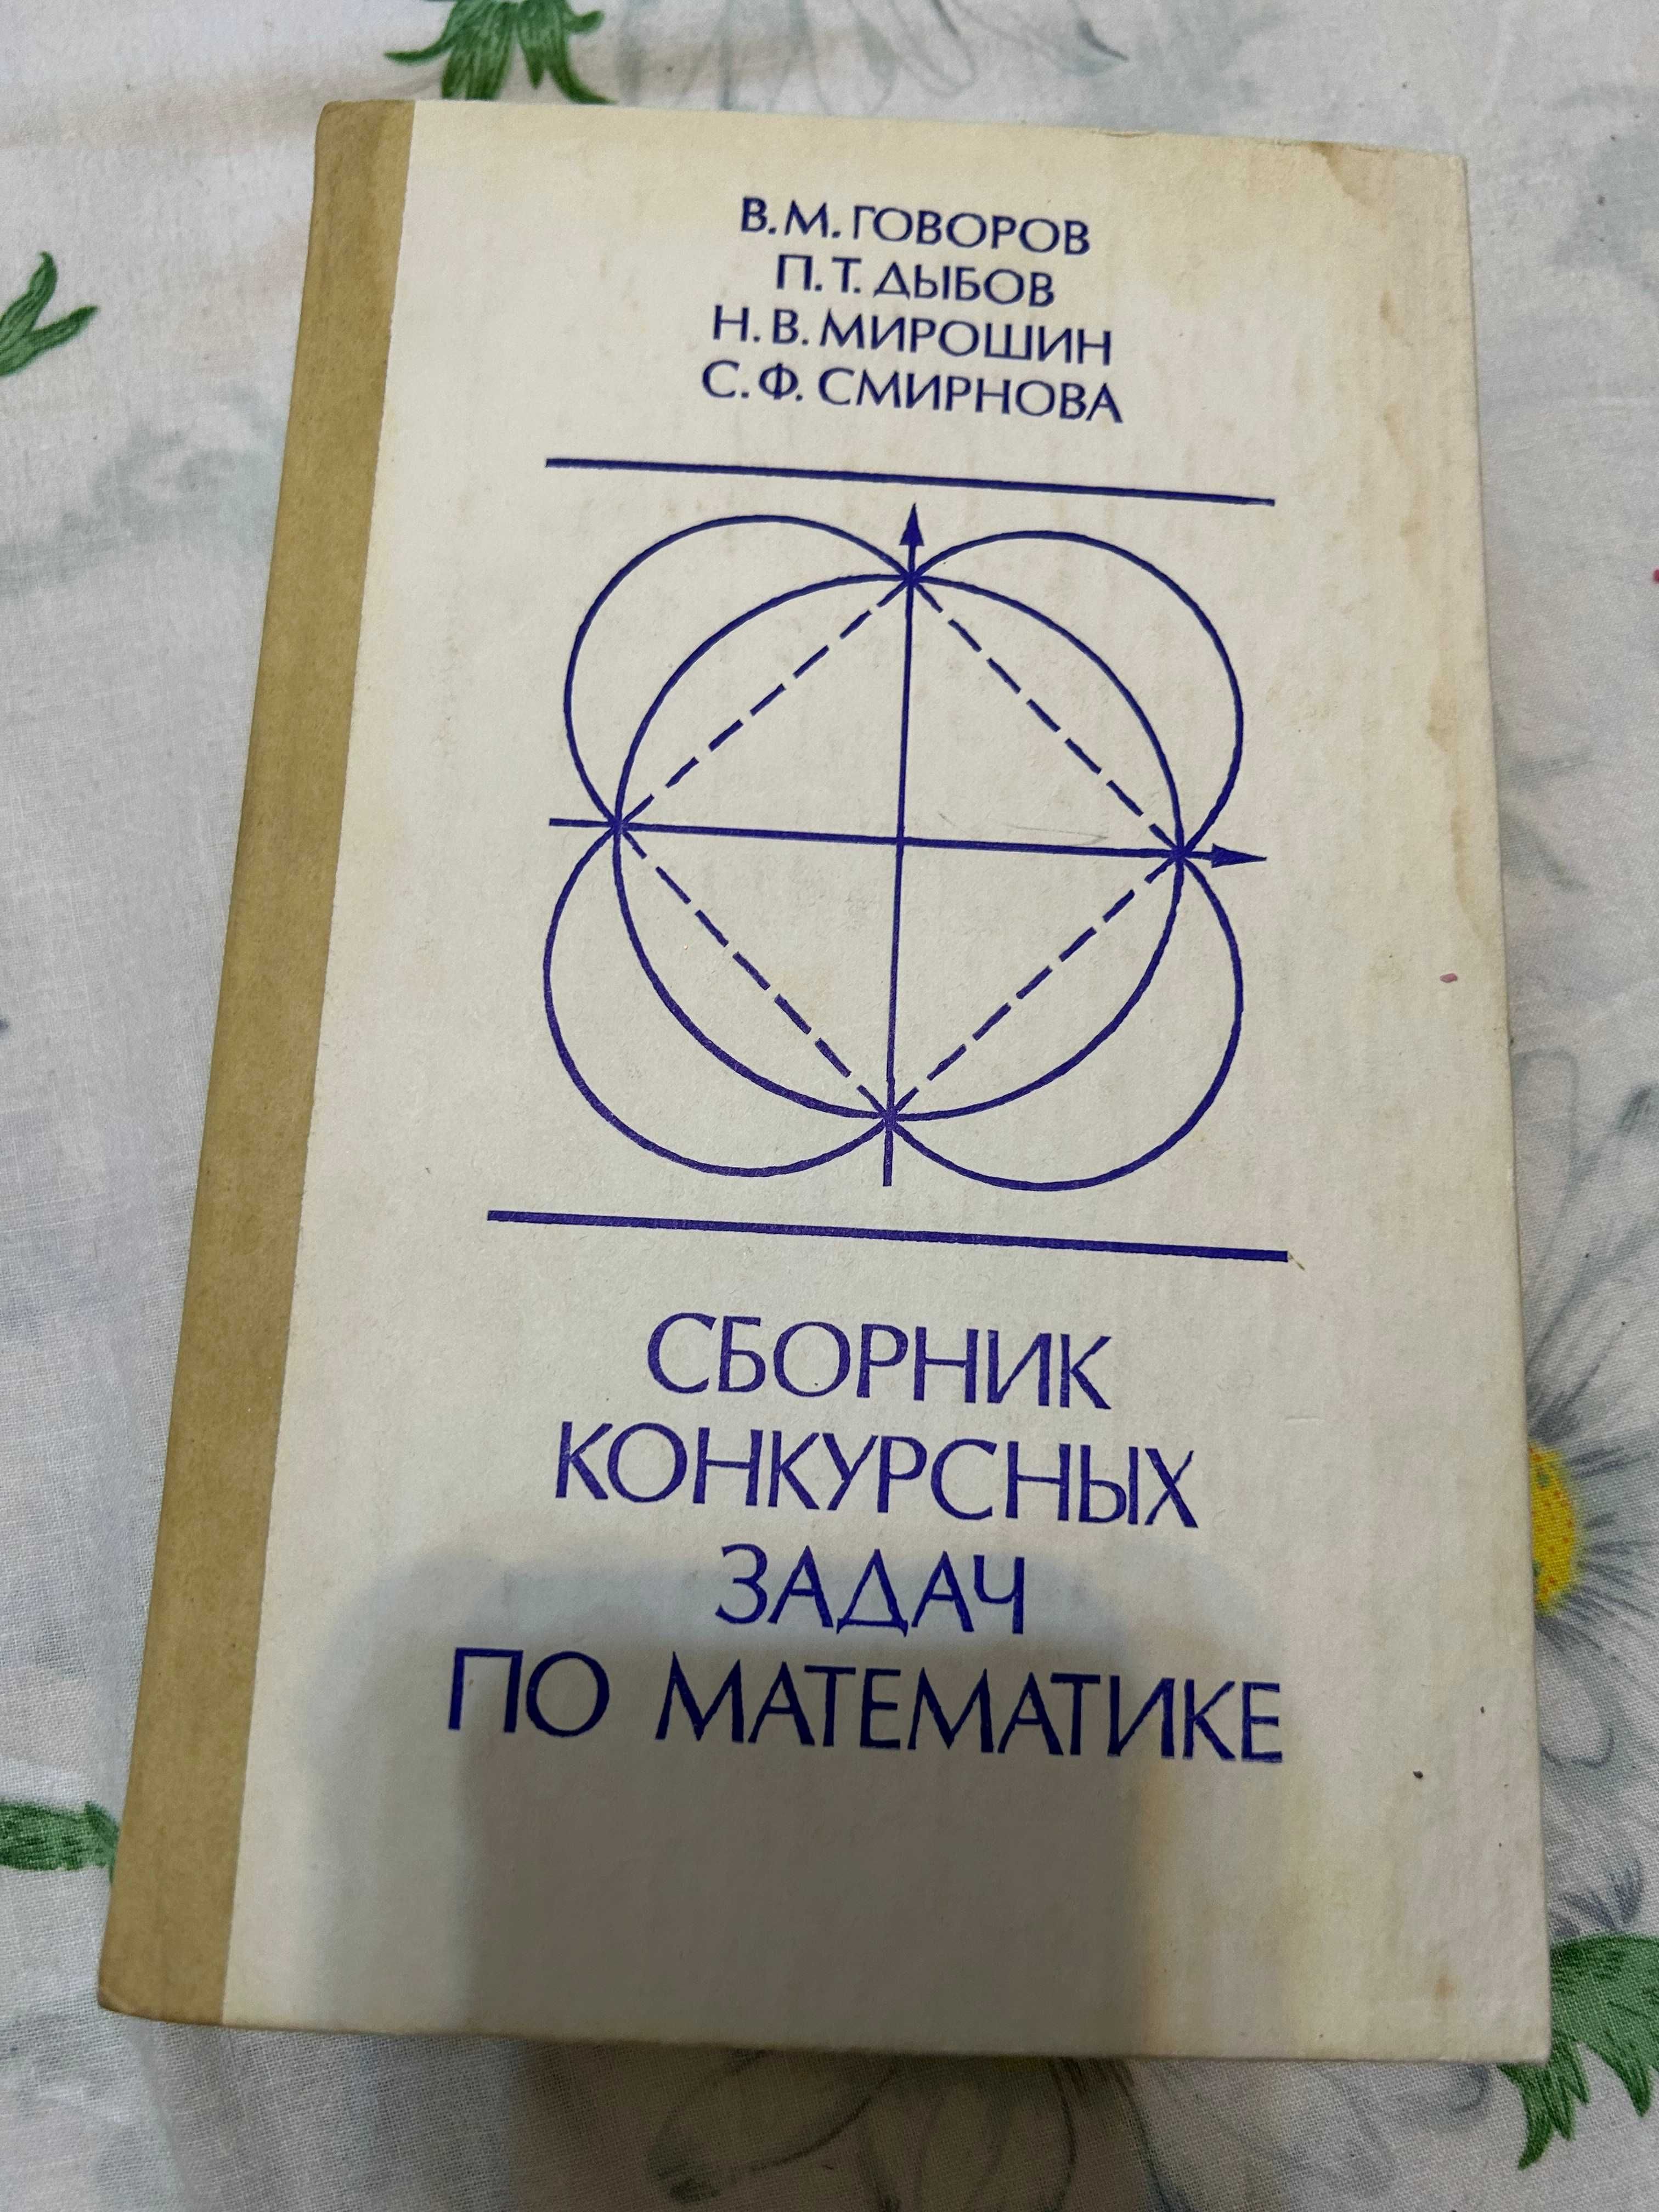 В.М.ГОВОРОВ
П.Т.ДЫБОВ
Н.В.МИРОШИН
С.Ф.СМИРНОВА
СБОРНИК
КОНКУРСНЫХ
ЗАДАЧ
ПО МАТЕМАТИКЕ